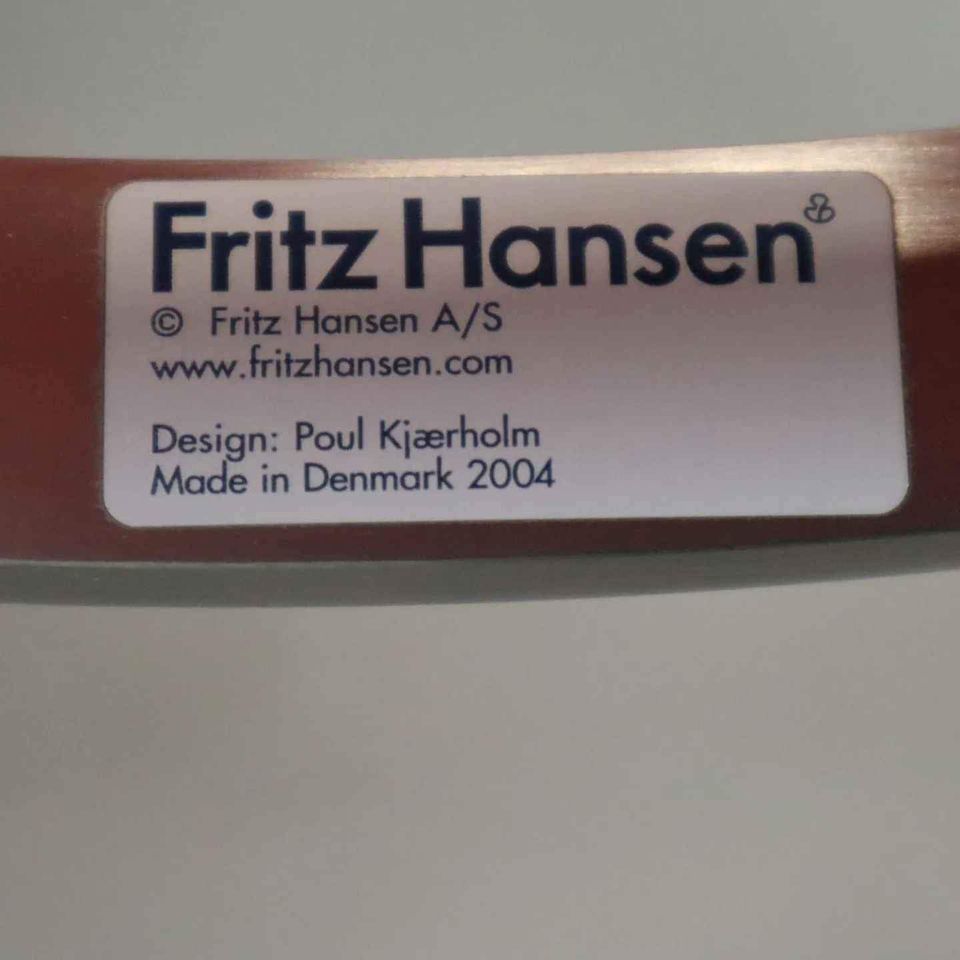 Fritz Hansen
© Fritz Hansen A/S
www.fritzhansen.com
Design: Poul Kjærholm
Made in Denmark 2004